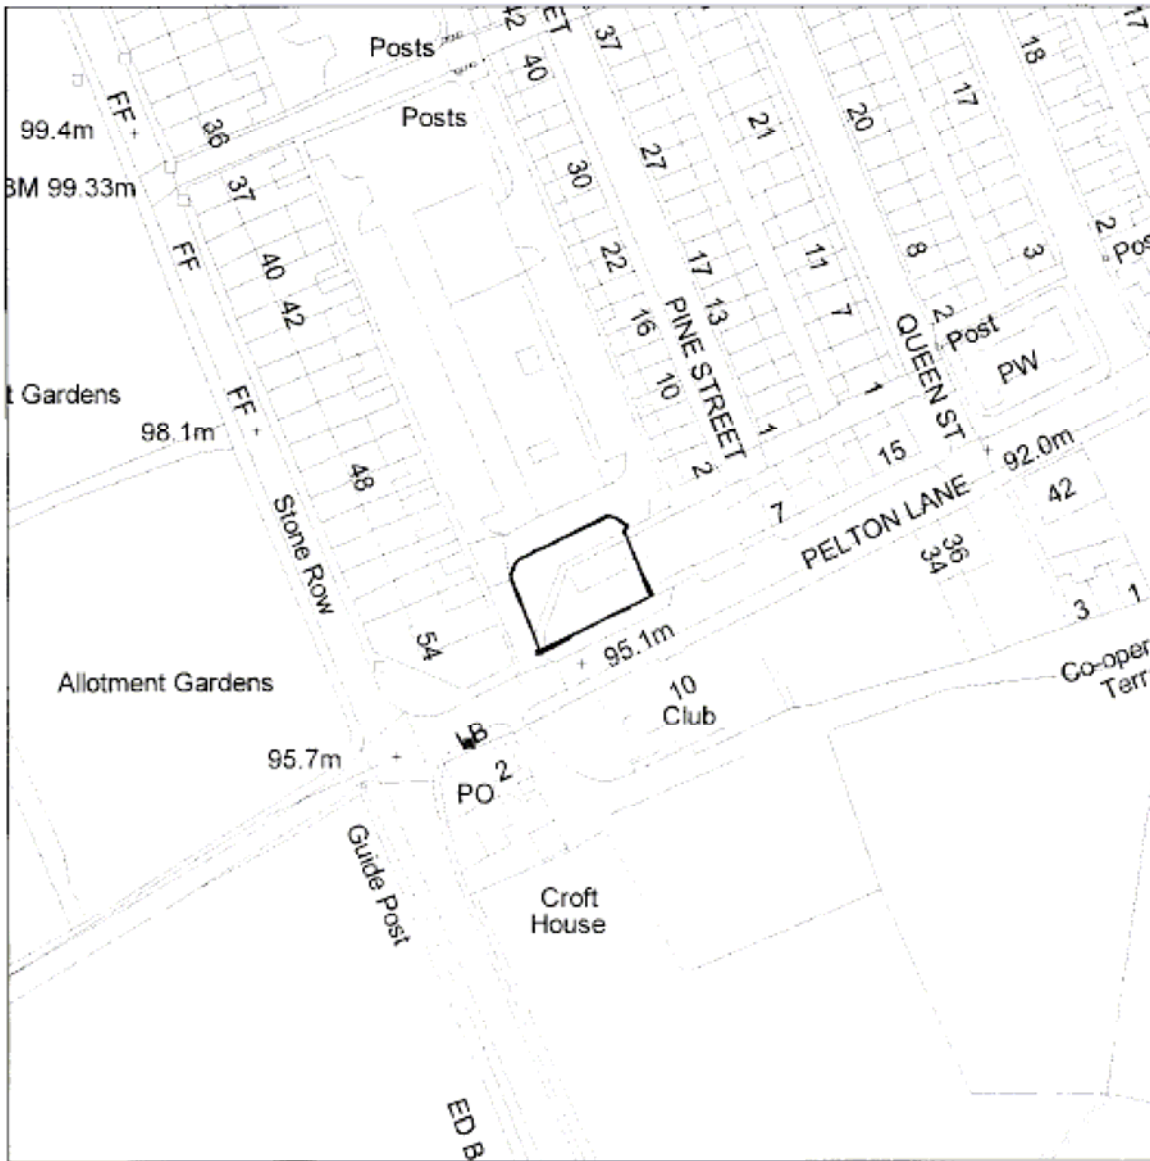 42
ET
37
17
Posts
40
18
FF
36
Posts
21
20
17
99.4m
BM 99.33m
37
30
27
2
Pos
FF
40
22
17
11
8
3
42
16
13
7
2
Post
PINE STREET
QUEEN ST
PW
t Gardens
FF
10
1
98.1m
1
48
2
15
92.0m
7
42
PELTON LANE
Stone Row
36
34
54
95.1m
3
1
Allotment Gardens
10
Club
Co-oper
Terr
LB
95.7m
2
PO
Guide Post
Croft
House
ED B